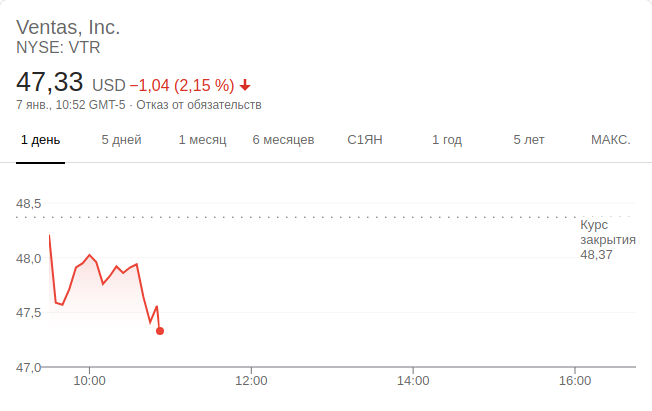 Ventas, Inc.
NYSE: VTR
47,33 USD −1,04 (2,15 %)
7 янв., 10:52 GMT-5 · Отказ от обязательств
1 день 5 дней 1 месяц 6 месяцев С1ЯН 1 год 5 лет МАКС.
48,5
Курс
закрытия
48,37
48,0
47,5
47,0
10:00 12:00 14:00 16:00